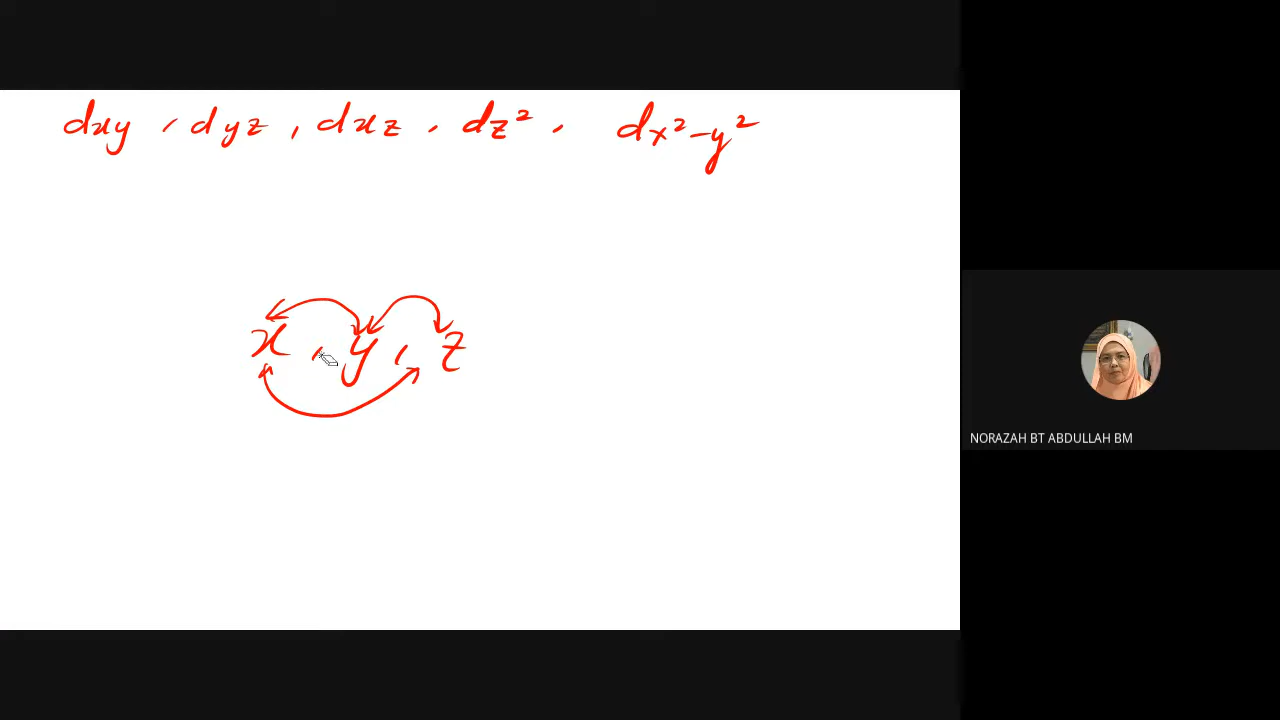 dxy, dyz, dxz, dz², dx²-y²
x, y, z
NORAZAH BT ABDULLAH BM